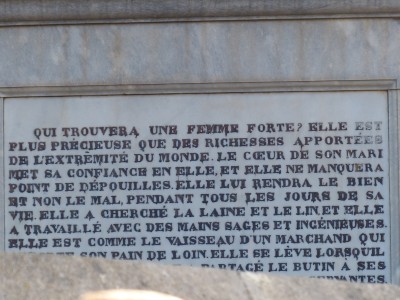 QUI TROUVERA UNE FEMME FORTE? ELLE EST
PLUS PRÉCIEUSE QUE DES RICHESSES APPORTÉES
DE L'EXTRÊMITÉ DU MONDE. LE CŒUR DE SON MARI
MET SA CONFIANCE EN ELLE, ET ELLE NE MANQUERA
POINT DE DÉPOUILLES. ELLE LUI RENDRA LE BIEN
ET NON LE MAL, PENDANT TOUS LES JOURS DE SA
VIE. ELLE A CHERCHÉ LA LAINE ET LE LIN, ET ELLE
A TRAVAILLÉ AVEC DES MAINS SAGES ET INGÉNIEUSES.
ELLE EST COMME LE VAISSEAU D'UN MARCHAND QUI
SON PAIN DE LOIN. ELLE SE LÈVE LORSQU'IL
PARTAGÉ LE BUTIN À SES
SERVANTES.